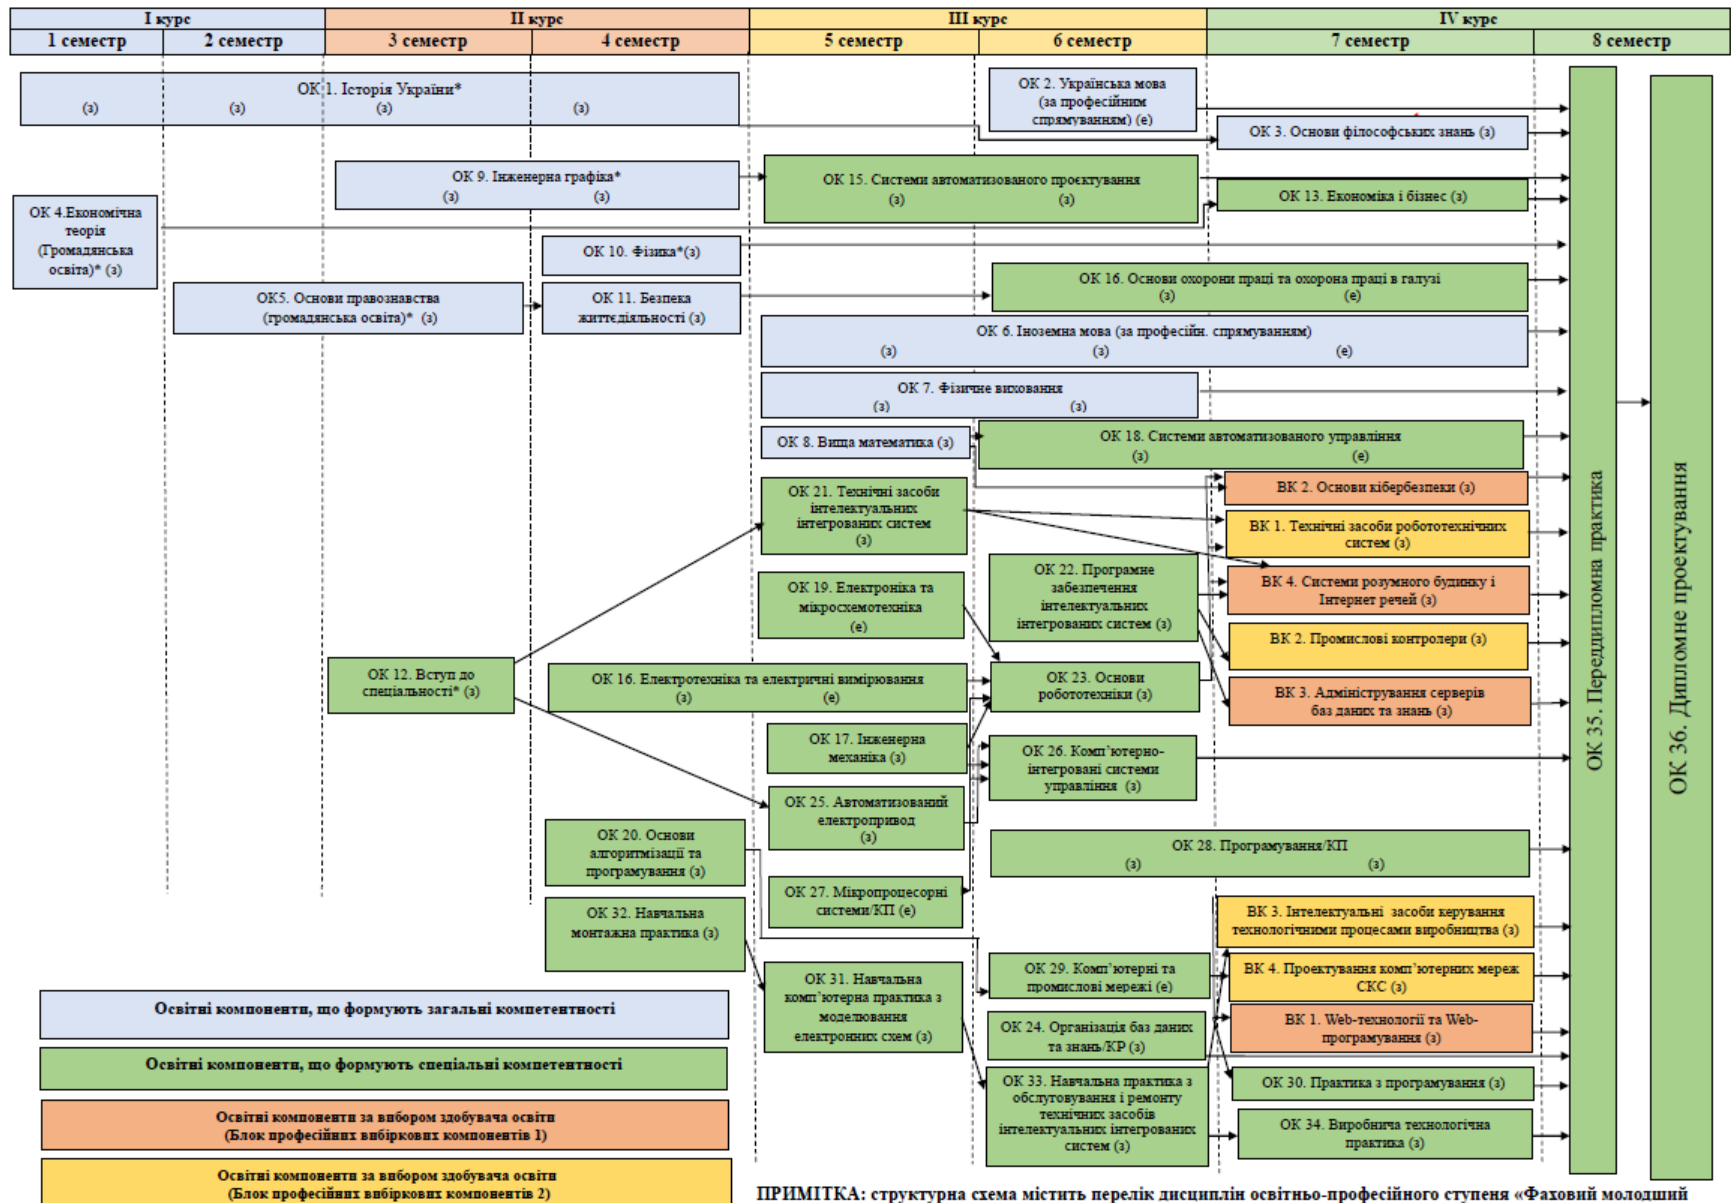 I курс
II курс
III курс
IV курс
1 семестр
2 семестр
3 семестр
4 семестр
5 семестр
6 семестр
7 семестр
8 семестр
ОК 1. Історія України*
(з) (з) (з) (з)
ОК 2. Українська мова
(за професійним
спрямуванням) (е)
ОК 3. Основи філософських знань (з)
ОК 9. Інженерна графіка*
(з) (з)
ОК 15. Системи автоматизованого проєктування
(з) (з)
ОК 13. Економіка і бізнес (з)
ОК 4.Економічна
теорія
(Громадянська
освіта)* (з)
ОК 10. Фізика*(з)
ОК 16. Основи охорони праці та охорона праці в галузі
(з) (е)
ОК5. Основи правознавства
(громадянська освіта)* (з)
ОК 11. Безпека
життєдіяльності (з)
ОК 6. Іноземна мова (за професійн. спрямуванням)
(з) (з) (е)
ОК 7. Фізичне виховання
(з) (з)
ОК 8. Вища математика (з)
ОК 18. Системи автоматизованого управління
(з) (е)
ОК 21. Технічні засоби
інтелектуальних
інтегрованих систем
(з)
ВК 2. Основи кібербезпеки (з)
ВК 1. Технічні засоби робототехнічних
систем (з)
ОК 19. Електроніка та
мікросхемотехніка
(е)
ОК 22. Програмне
забезпечення
інтелектуальних
інтегрованих систем (з)
ВК 4. Системи розумного будинку і
Інтернет речей (з)
ВК 2. Промислові контролери (з)
ОК 12. Вступ до
спеціальності* (з)
ОК 16. Електротехніка та електричні вимірювання
(з) (е)
ОК 23. Основи
робототехніки (з)
ВК 3. Адміністрування серверів
баз даних та знань (з)
ОК 17. Інженерна
механіка (з)
ОК 26. Комп’ютерно-
інтегровані системи
управління (з)
ОК 25. Автоматизований
електропривод
(з)
ОК 20. Основи
алгоритмізації та
програмування (з)
ОК 28. Програмування/КП
(з) (з)
ОК 27. Мікропроцесорні
системи/КП (е)
ОК 32. Навчальна
монтажна практика (з)
ВК 3. Інтелектуальні засоби керування
технологічними процесами виробництва (з)
ОК 31. Навчальна
комп’ютерна практика з
моделювання
електронних схем (з)
ОК 29. Комп’ютерні та
промислові мережі (е)
ВК 4. Проектування комп’ютерних мереж
СКС (з)
ОК 24. Організація баз даних
та знань/КР (з)
ВК 1. Web-технології та Web-
програмування (з)
ОК 33. Навчальна практика з
обслуговування і ремонту
технічних засобів
інтелектуальних інтегрованих
систем (з)
ОК 30. Практика з програмування (з)
ОК 34. Виробнича технологічна
практика (з)
ОК 35. Переддипломна практика
ОК 36. Дипломне проектування
Освітні компоненти, що формують загальні компетентності
Освітні компоненти, що формують спеціальні компетентності
Освітні компоненти за вибором здобувача освіти
(Блок професійних вибіркових компонентів 1)
Освітні компоненти за вибором здобувача освіти
(Блок професійних вибіркових компонентів 2)
ПРИМІТКА: структурна схема містить перелік дисциплін освітньо-професійного ступеня «Фаховий молодший